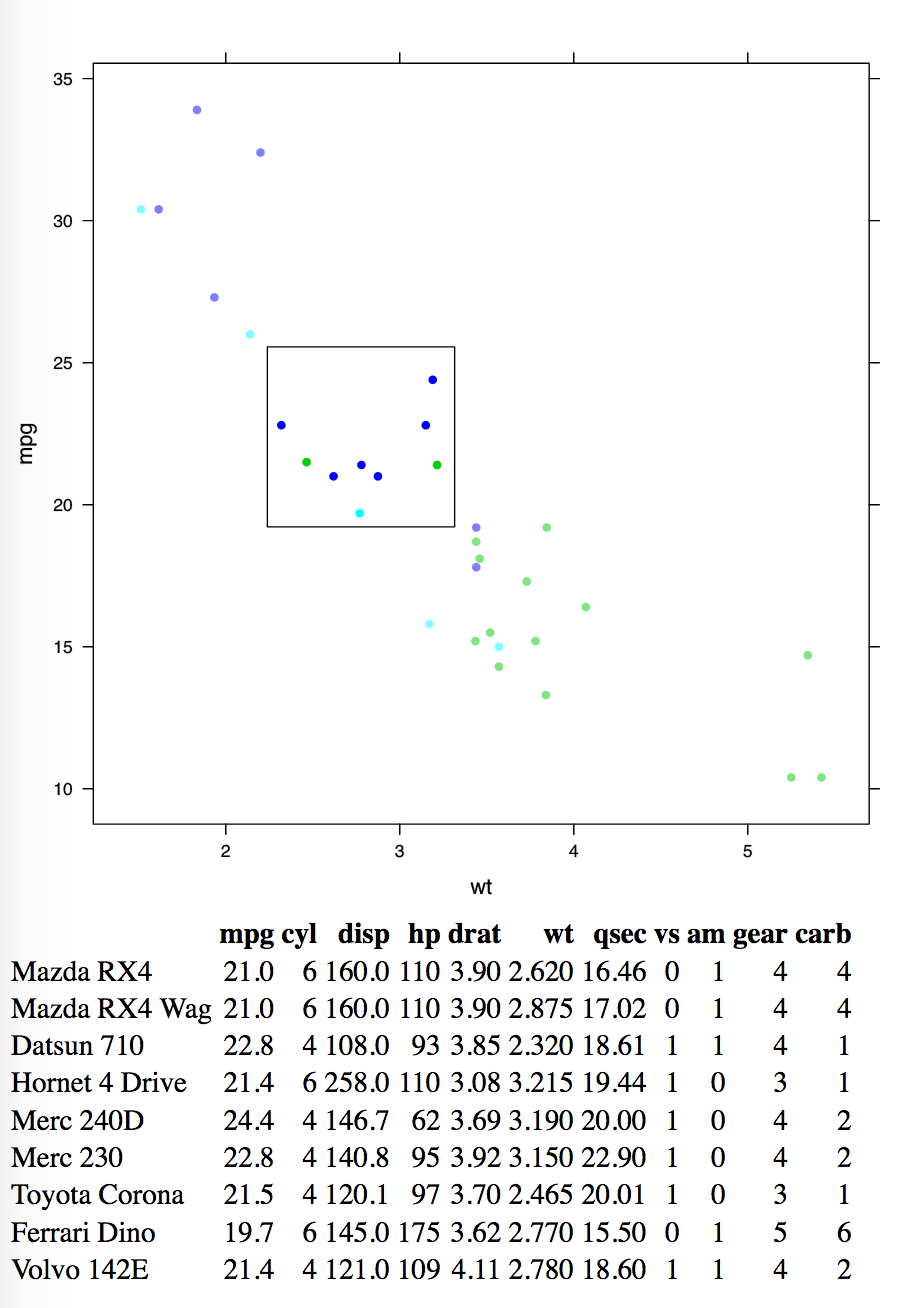 35
30
25
20
15
10
mpg
2 3 4 5
wt
mpg cyl disp hp drat wt qsec vs am gear carb
Mazda RX4 21.0 6 160.0 110 3.90 2.620 16.46 0 1 4 4
Mazda RX4 Wag 21.0 6 160.0 110 3.90 2.875 17.02 0 1 4 4
Datsun 710 22.8 4 108.0 93 3.85 2.320 18.61 1 1 4 1
Hornet 4 Drive 21.4 6 258.0 110 3.08 3.215 19.44 1 0 3 1
Merc 240D 24.4 4 146.7 62 3.69 3.190 20.00 1 0 4 2
Merc 230 22.8 4 140.8 95 3.92 3.150 22.90 1 0 4 2
Toyota Corona 21.5 4 120.1 97 3.70 2.465 20.01 1 0 3 1
Ferrari Dino 19.7 6 145.0 175 3.62 2.770 15.50 0 1 5 6
Volvo 142E 21.4 4 121.0 109 4.11 2.780 18.60 1 1 4 2